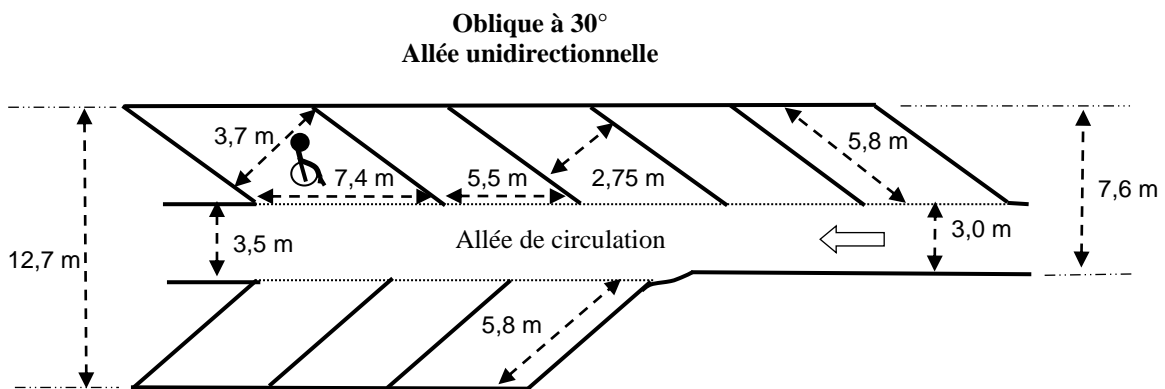 Oblique à 30°
Allée unidirectionnelle
3,7 m
5,8 m
7,4 m
5,5 m
2,75 m
7,6 m
3,5 m
Allée de circulation
3,0 m
12,7 m
5,8 m